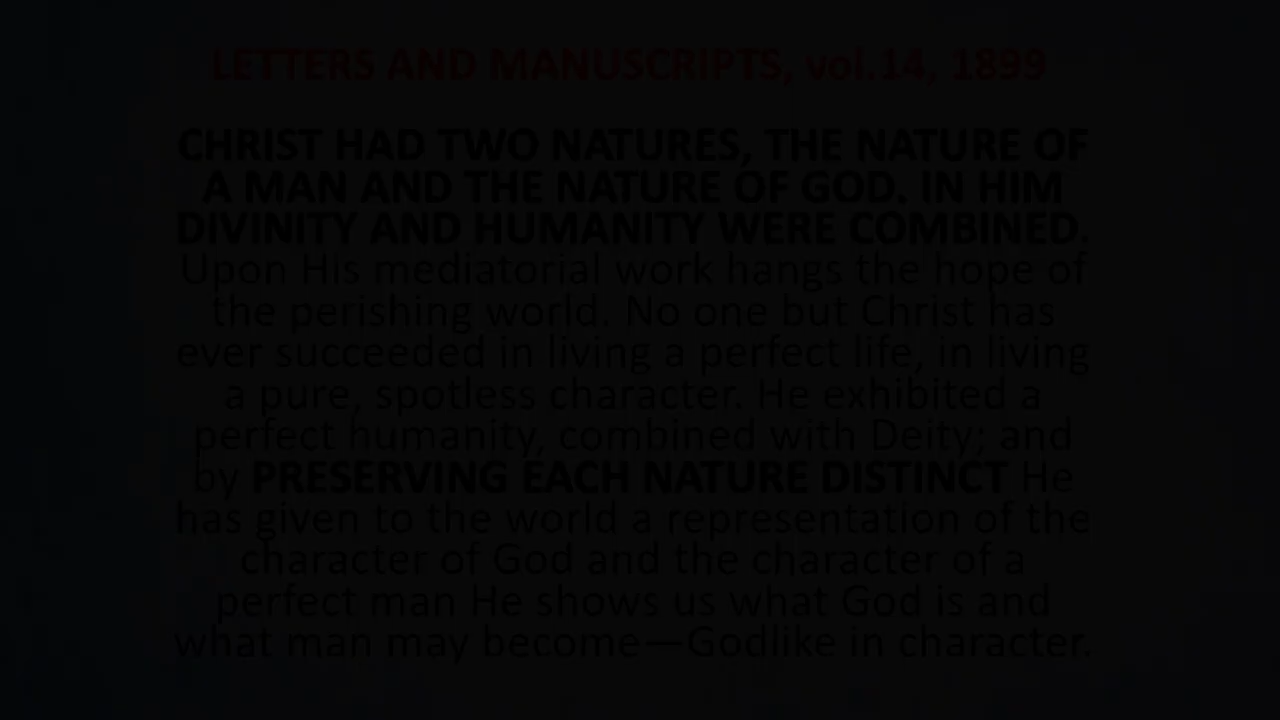 LETTERS AND MANUSCRIPTS, vol.14, 1899
CHRIST HAD TWO NATURES, THE NATURE OF
A MAN AND THE NATURE OF GOD. IN HIM
DIVINITY AND HUMANITY WERE COMBINED.
Upon His mediatorial work hangs the hope of
the perishing world. No one but Christ has
ever succeeded in living a perfect life, in living
a pure, spotless character. He exhibited a
perfect humanity, combined with Deity; and
by PRESERVING EACH NATURE DISTINCT He
has given to the world a representation of the
character of God and the character of a
perfect man He shows us what God is and
what man may become—Godlike in character.